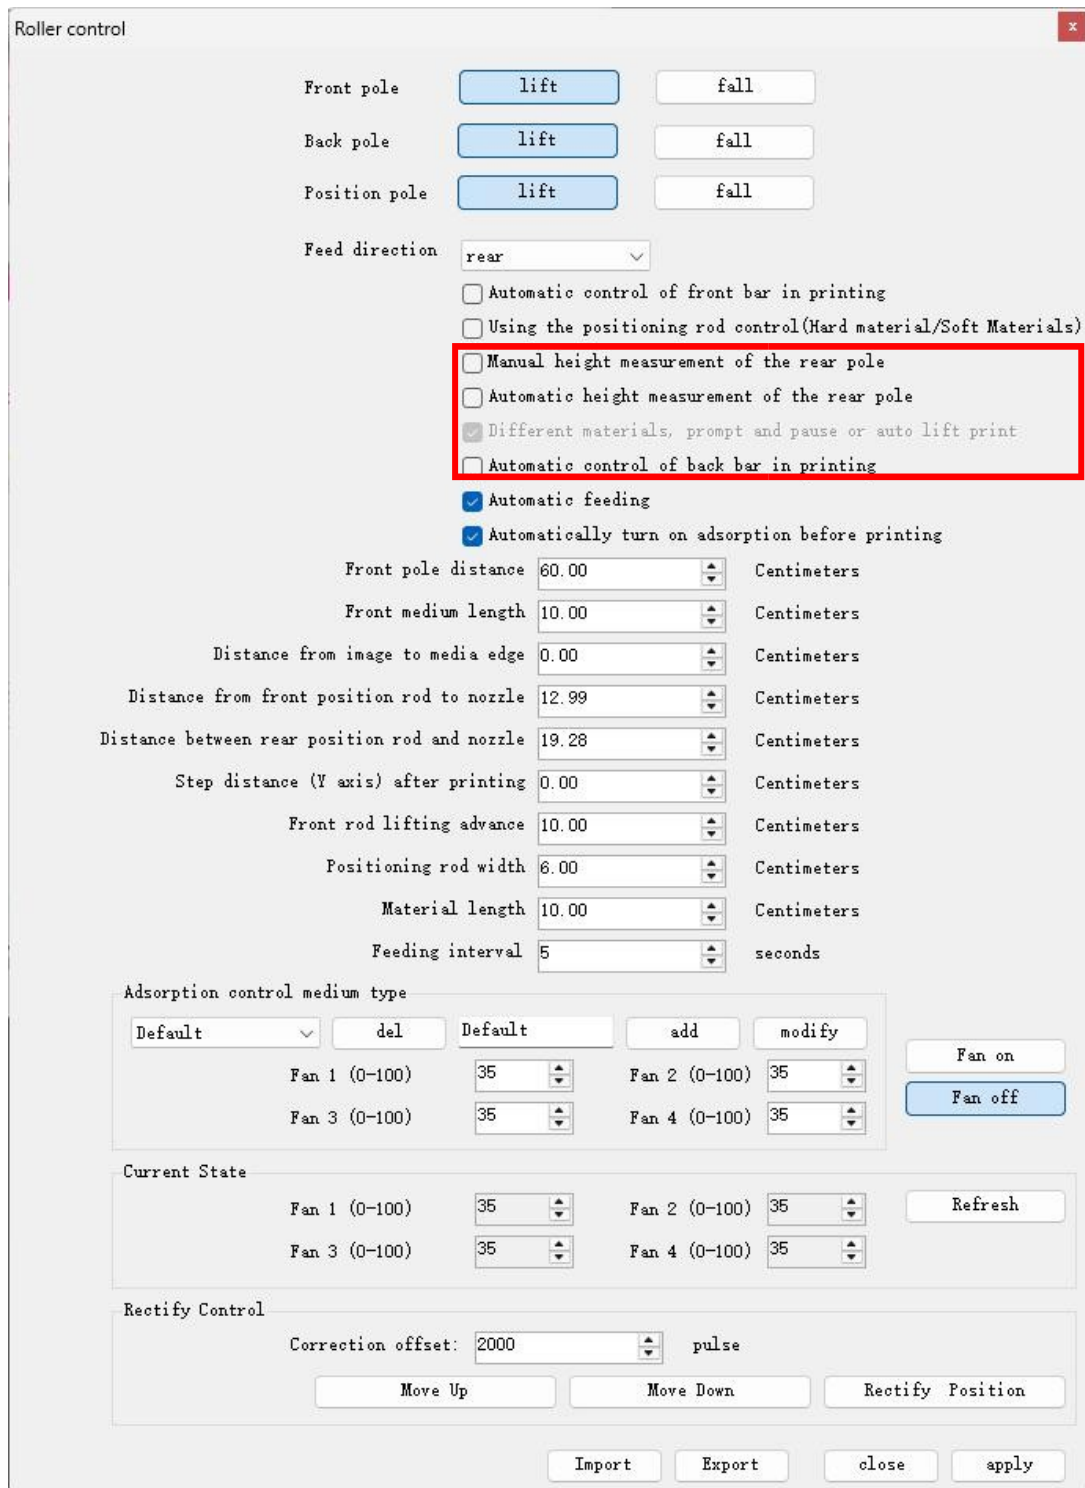 Roller control
x
Front pole lift fall
Back pole lift fall
Position pole lift fall
Feed direction rear
Automatic control of front bar in printing
Using the positioning rod control(Hard material/Soft Materials)
Manual height measurement of the rear pole
Automatic height measurement of the rear pole
Different materials, prompt and pause or auto lift print
Automatic control of back bar in printing
Automatic feeding
Automatically turn on adsorption before printing
Front pole distance 60.00 Centimeters
Front medium length 10.00 Centimeters
Distance from image to media edge 0.00 Centimeters
Distance from front position rod to nozzle 12.99 Centimeters
Distance between rear position rod and nozzle 19.28 Centimeters
Step distance (Y axis) after printing 0.00 Centimeters
Front rod lifting advance 10.00 Centimeters
Positioning rod width 6.00 Centimeters
Material length 10.00 Centimeters
Feeding interval 5 seconds
Adsorption control medium type
Default del Default add modify
Fan on
Fan 1 (0-100) 35 Fan 2 (0-100) 35
Fan off
Fan 3 (0-100) 35 Fan 4 (0-100) 35
Current State
Fan 1 (0-100) 35 Fan 2 (0-100) 35 Refresh
Fan 3 (0-100) 35 Fan 4 (0-100) 35
Rectify Control
Correction offset: 2000 pulse
Move Up Move Down Rectify Position
Import Export close apply